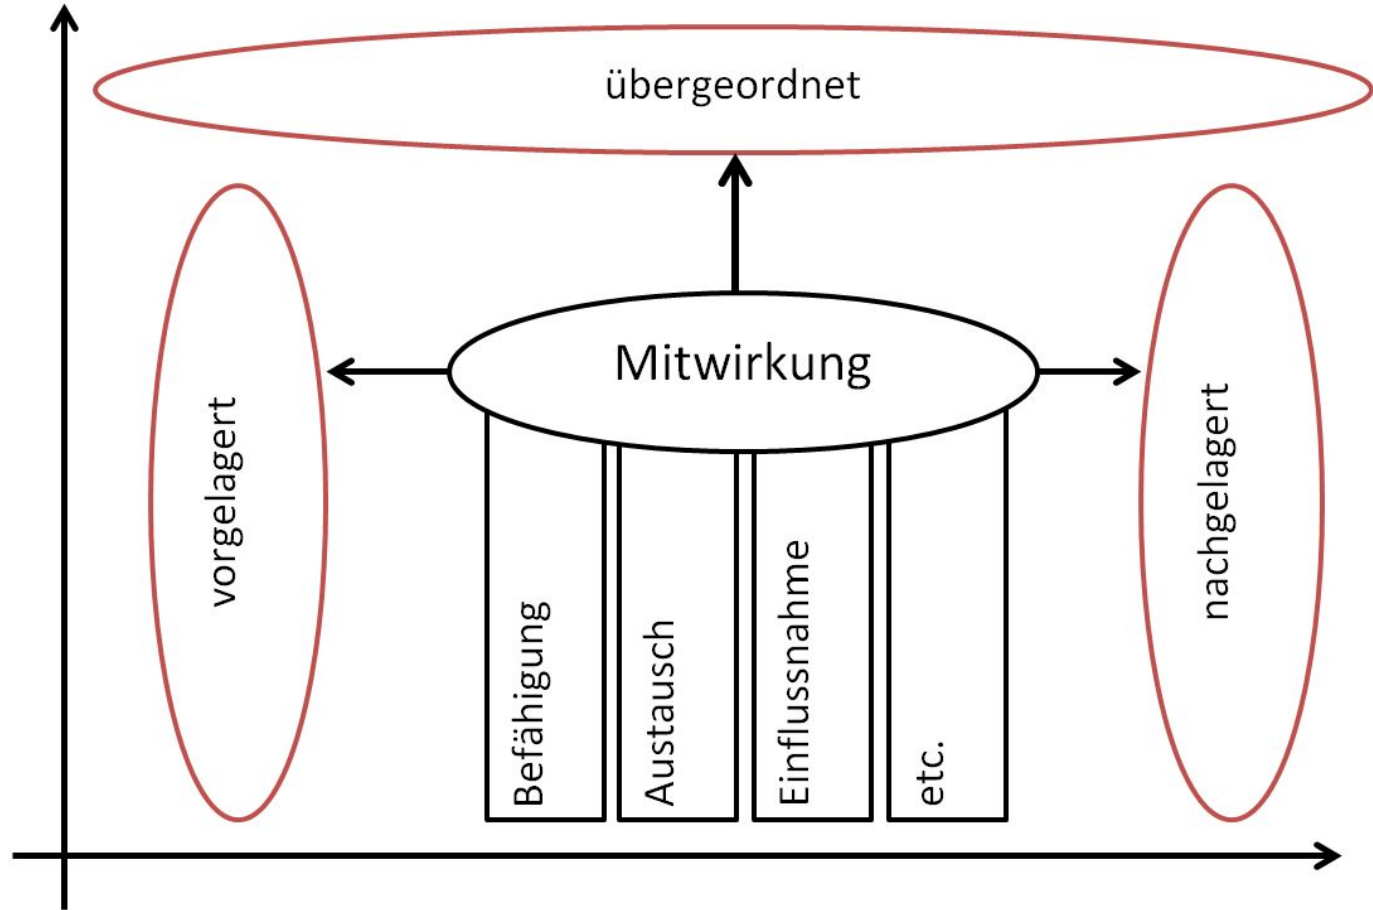 übergeordnet
Mitwirkung
vorgelagert
Befähigung
Austausch
Einflussnahme
etc.
nachgelagert